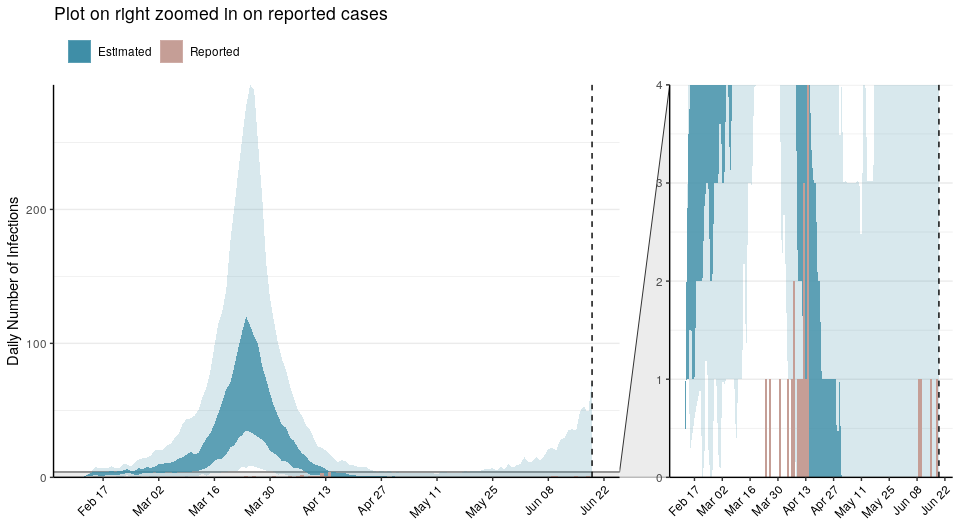 Plot on right zoomed in on reported cases
Estimated Reported
Daily Number of Infections
200
100
0
Feb 17 Mar 02 Mar 16 Mar 30 Apr 13 Apr 27 May 11 May 25 Jun 08 Jun 22
4
3
2
1
0
Feb 17 Mar 02 Mar 16 Mar 30 Apr 13 Apr 27 May 11 May 25 Jun 08 Jun 22